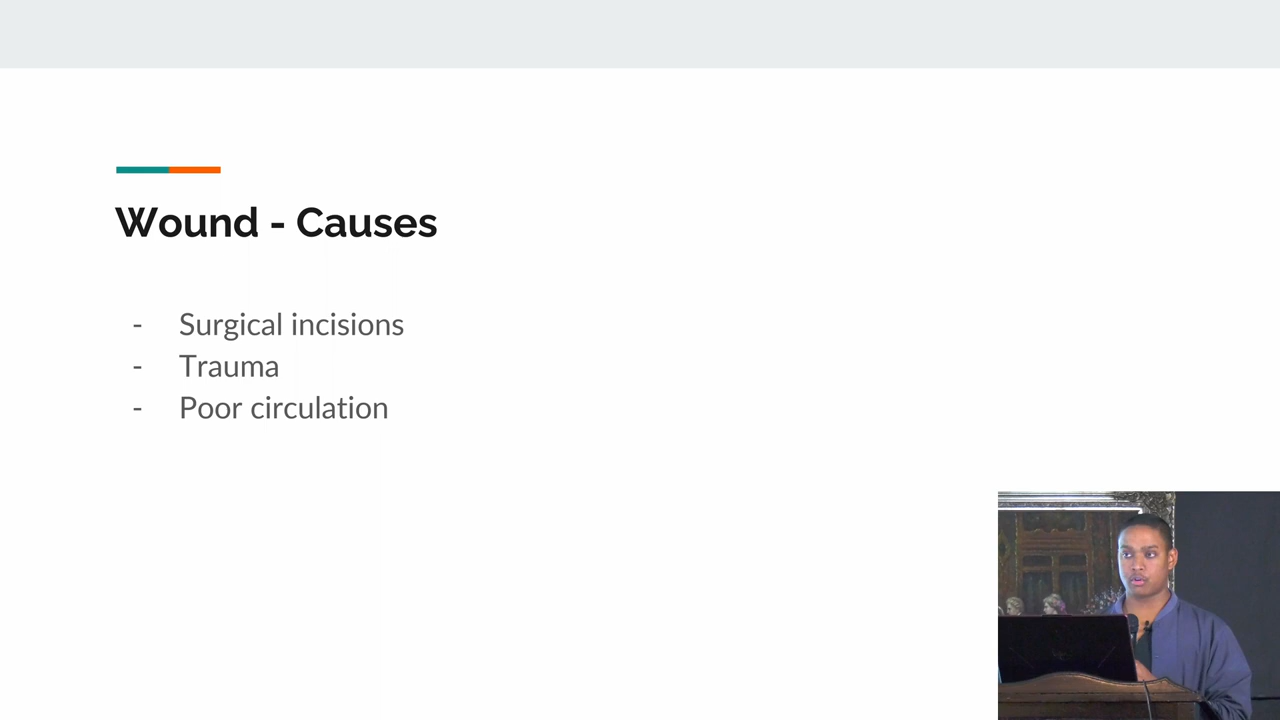 Wound - Causes
- Surgical incisions
- Trauma
- Poor circulation